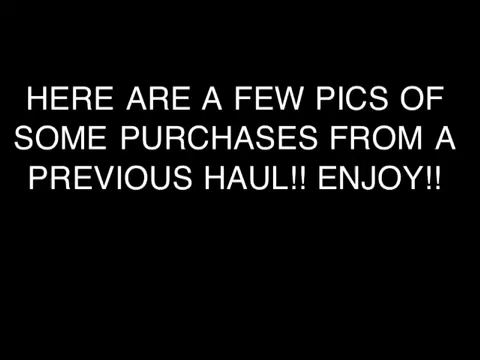 HERE ARE A FEW PICS OF
SOME PURCHASES FROM A
PREVIOUS HAUL!! ENJOY!!